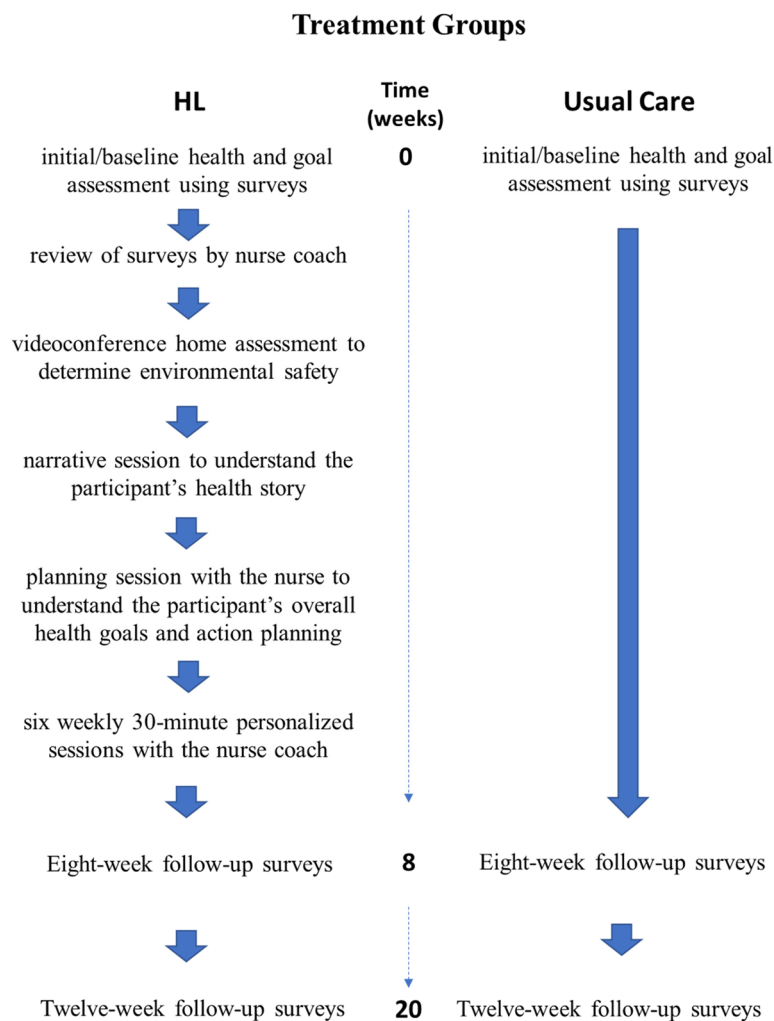 Treatment Groups
HL
Time
(weeks)
Usual Care
initial/baseline health and goal
assessment using surveys
0
initial/baseline health and goal
assessment using surveys
review of surveys by nurse coach
videoconference home assessment to
determine environmental safety
narrative session to understand the
participant's health story
planning session with the nurse to
understand the participant's overall
health goals and action planning
six weekly 30-minute personalized
sessions with the nurse coach
Eight-week follow-up surveys
8
Eight-week follow-up surveys
Twelve-week follow-up surveys
20
Twelve-week follow-up surveys